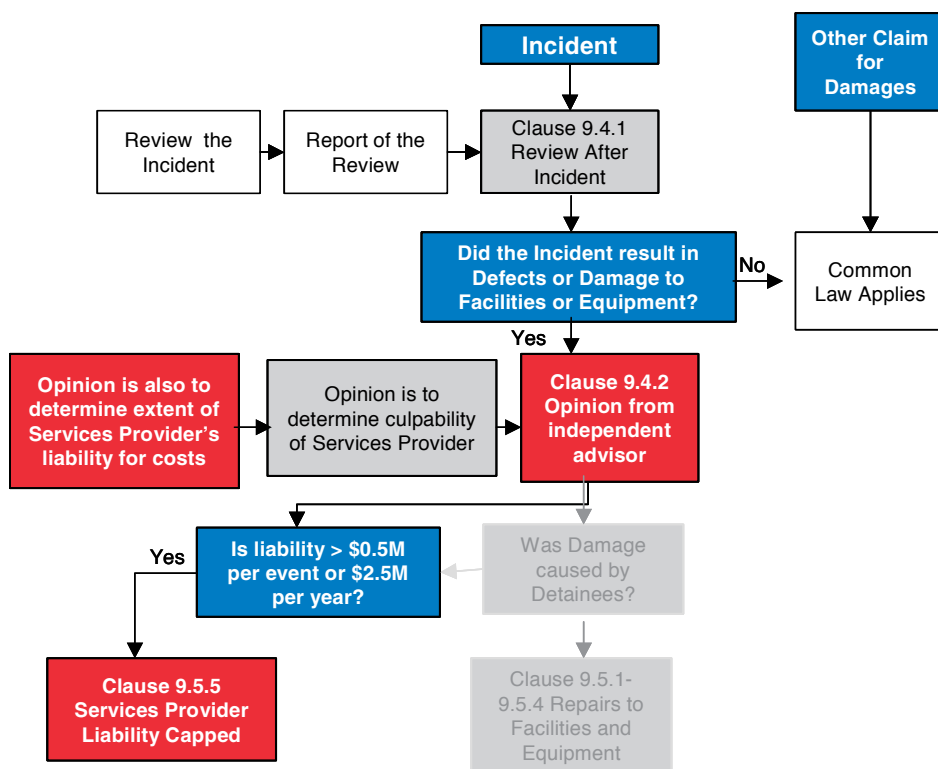 Incident
Other Claim
for
Damages
Review the
Incident
Report of the
Review
Clause 9.4.1
Review After
Incident
Did the Incident result in
Defects or Damage to
Facilities or Equipment?
No
Common
Law Applies
Yes
Opinion is also to
determine extent of
Services Provider's
liability for costs
Opinion is to
determine culpability
of Services Provider
Clause 9.4.2
Opinion from
independent
advisor
Yes
Is liability > $0.5M
per event or $2.5M
per year?
Was Damage
caused by
Detainees?
Clause 9.5.5
Services Provider
Liability Capped
Clause 9.5.1-
9.5.4 Repairs to
Facilities and
Equipment